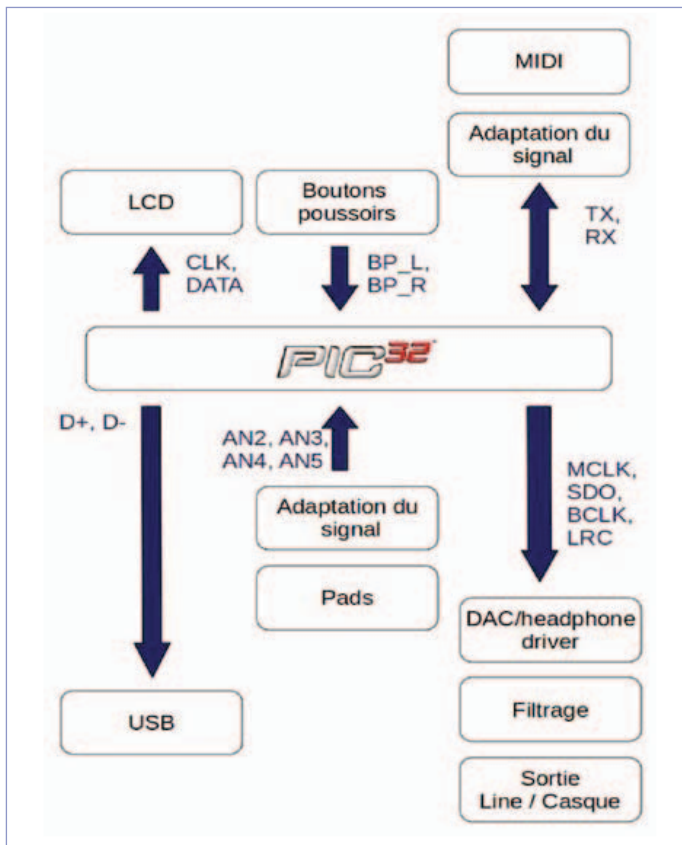 MIDI
Adaptation du
signal
TX,
RX
LCD
Boutons
poussoirs
CLK,
DATA
BP_L,
BP_R
PIC32
D+, D-
AN2, AN3,
AN4, AN5
Adaptation du
signal
Pads
MCLK,
SDO,
BCLK,
LRC
DAC/headphone
driver
Filtrage
Sortie
Line / Casque
USB